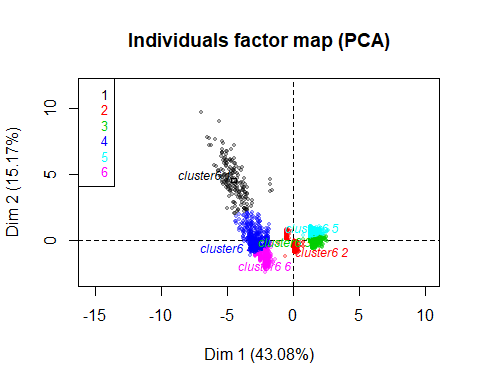 Individuals factor map (PCA)
1
2
3
4
5
6
10
5
0
Dim 2 (15.17%)
cluster6
cluster6 5
cluster6
cluster6
cluster6 2
cluster6 6
-15
-10
-5
0
5
10
Dim 1 (43.08%)